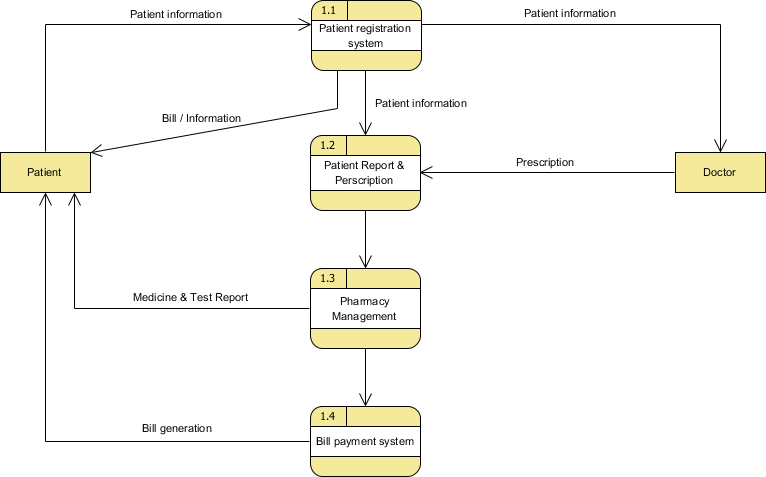 Patient information
1.1
Patient information
Patient registration
system
Patient information
Bill / Information
1.2
Patient Report &
Perscription
Prescription
Patient
Doctor
1.3
Medicine & Test Report
Pharmacy
Management
1.4
Bill generation
Bill payment system